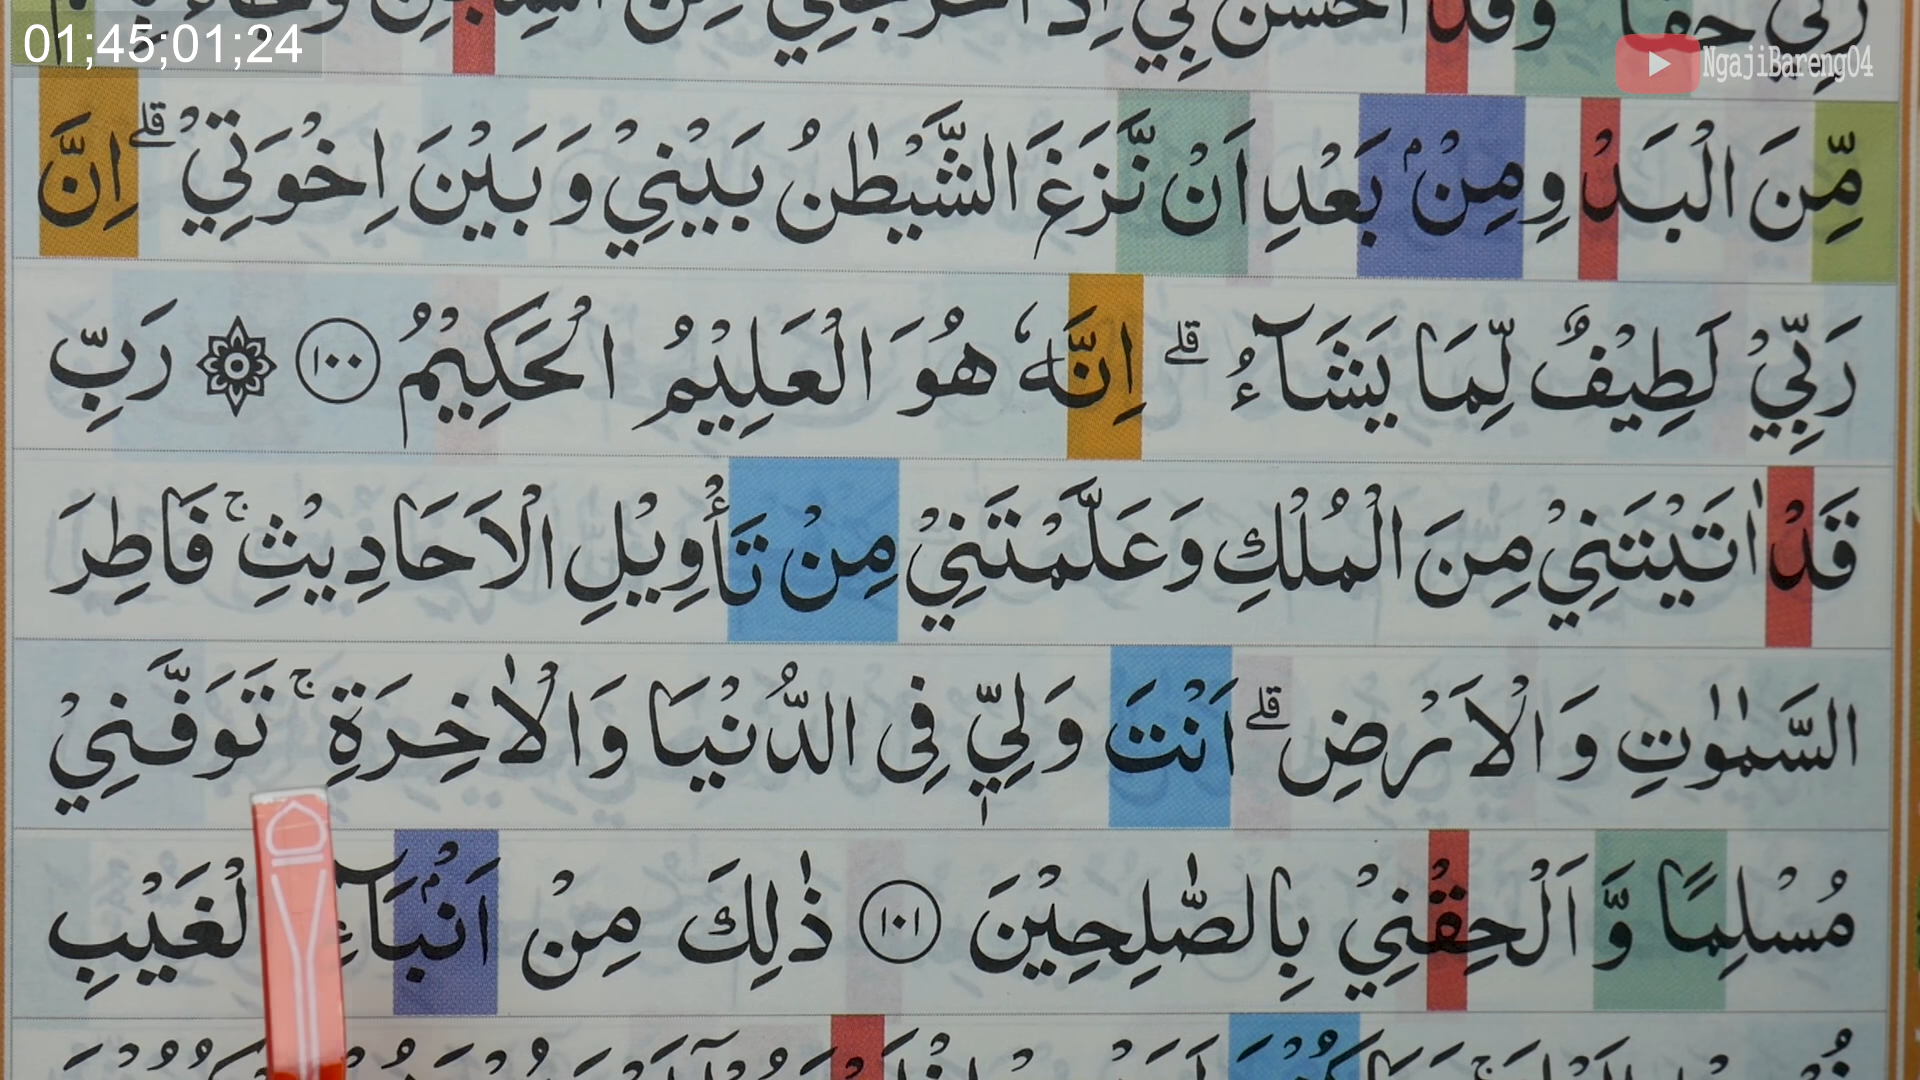 01;45;01;24
NgajiBareng04
رَبِّيْ حَقًّا وَقَدْ اَحْسَنَ بِيْ اِذْ اَخْرَجَنِيْ مِنَ السِّجْنِ وَجَاۤءَ بِكُمْ
مِّنَ الْبَدْوِ مِنْۢ بَعْدِ اَنْ نَّزَغَ الشَّيْطٰنُ بَيْنِيْ وَبَيْنَ اِخْوَتِيْۗ اِنَّ
رَبِّيْ لَطِيْفٌ لِّمَا يَشَاۤءُۗ اِنَّهٗ هُوَ الْعَلِيْمُ الْحَكِيْمُ ١٠٠ ۞ رَبِّ
قَدْ اٰتَيْتَنِيْ مِنَ الْمُلْكِ وَعَلَّمْتَنِيْ مِنْ تَأْوِيْلِ الْاَحَادِيْثِۚ فَاطِرَ
السَّمٰوٰتِ وَالْاَرْضِۗ اَنْتَ وَلِيّٖ فِى الدُّنْيَا وَالْاٰخِرَةِۚ تَوَفَّنِيْ
مُسْلِمًا وَّاَلْحِقْنِيْ بِالصّٰلِحِيْنَ ١٠١ ذٰلِكَ مِنْ اَنْۢبَاۤءِ الْغَيْبِ